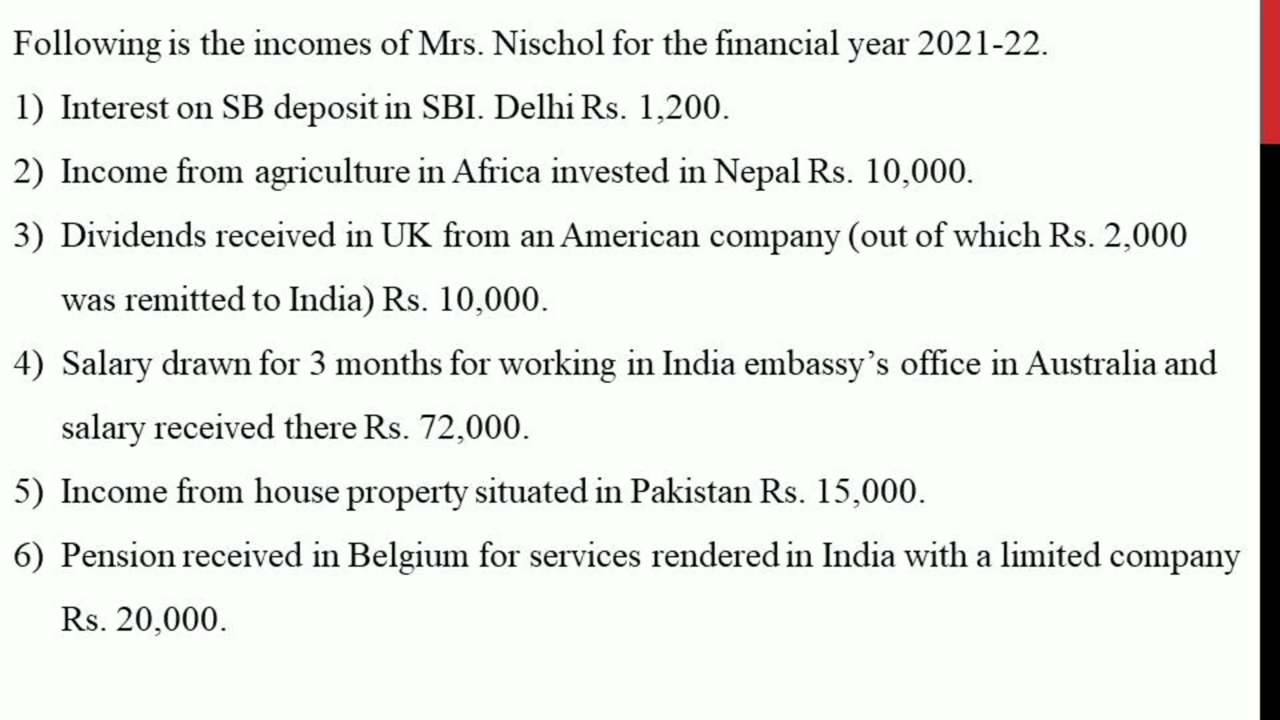 Following is the incomes of Mrs. Nischol for the financial year 2021-22.
1) Interest on SB deposit in SBI. Delhi Rs. 1,200.
2) Income from agriculture in Africa invested in Nepal Rs. 10,000.
3) Dividends received in UK from an American company (out of which Rs. 2,000
was remitted to India) Rs. 10,000.
4) Salary drawn for 3 months for working in India embassy’s office in Australia and
salary received there Rs. 72,000.
5) Income from house property situated in Pakistan Rs. 15,000.
6) Pension received in Belgium for services rendered in India with a limited company
Rs. 20,000.